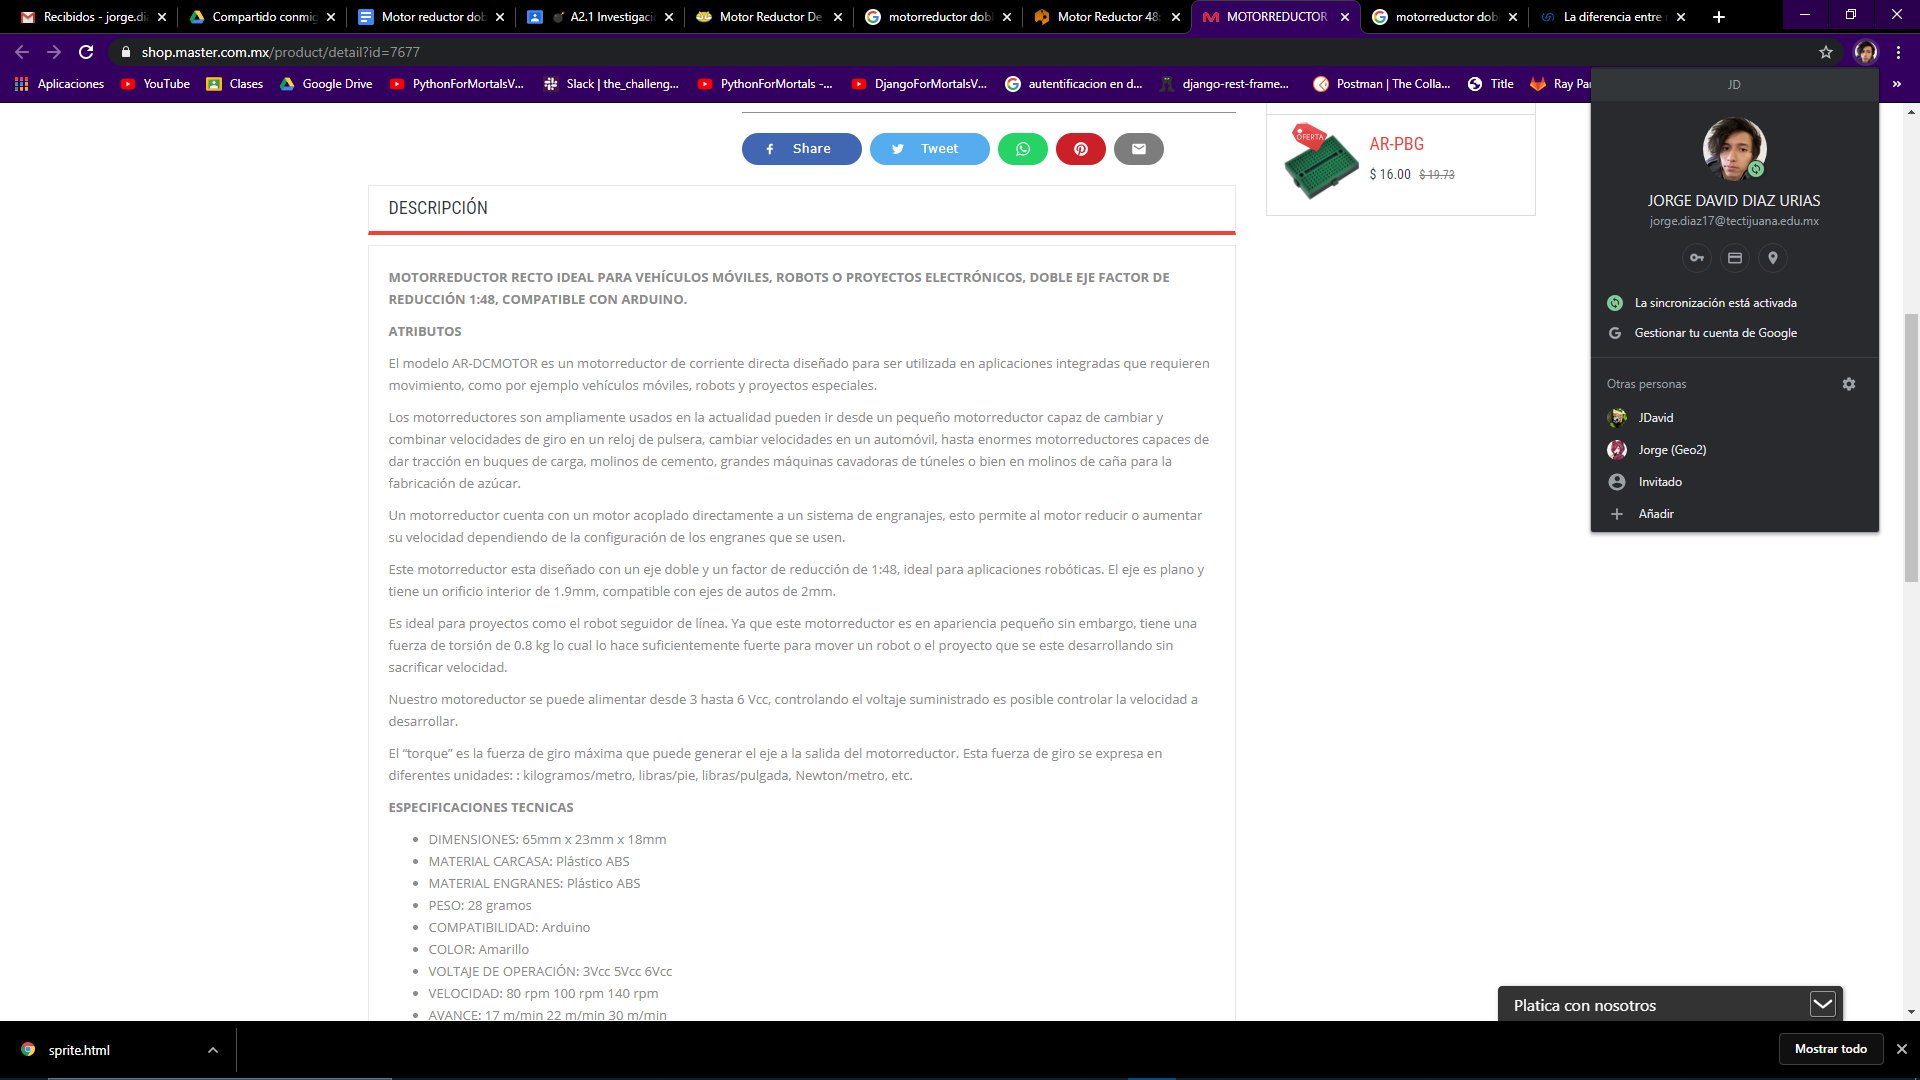 Recibidos - jorge.di
Compartido conmig
Motor reductor dob
A2.1 Investigaci
Motor Reductor De
motorreductor dobl
Motor Reductor 48:
MOTORREDUCTOR
motorreductor dobl
La diferencia entre
shop.master.com.mx/product/detail?id=7677
Aplicaciones
YouTube
Clases
Google Drive
PythonForMortalsV...
Slack | the_challeng...
PythonForMortals -...
DjangoForMortalsV...
autentificacion en d...
django-rest-frame...
Postman | The Colla...
Title
Ray Par
»
Share
Tweet
OFERTA
AR-PBG
$ 16.00 $ 19.73
DESCRIPCIÓN
MOTORREDUCTOR RECTO IDEAL PARA VEHÍCULOS MÓVILES, ROBOTS O PROYECTOS ELECTRÓNICOS, DOBLE EJE FACTOR DE
REDUCCIÓN 1:48, COMPATIBLE CON ARDUINO.
ATRIBUTOS
El modelo AR-DCMOTOR es un motorreductor de corriente directa diseñado para ser utilizada en aplicaciones integradas que requieren
movimiento, como por ejemplo vehículos móviles, robots y proyectos especiales.
Los motorreductores son ampliamente usados en la actualidad pueden ir desde un pequeño motorreductor capaz de cambiar y
combinar velocidades de giro en un reloj de pulsera, cambiar velocidades en un automóvil, hasta enormes motorreductores capaces de
dar tracción en buques de carga, molinos de cemento, grandes máquinas cavadoras de túneles o bien en molinos de caña para la
fabricación de azúcar.
Un motorreductor cuenta con un motor acoplado directamente a un sistema de engranajes, esto permite al motor reducir o aumentar
su velocidad dependiendo de la configuración de los engranes que se usen.
Este motorreductor esta diseñado con un eje doble y un factor de reducción de 1:48, ideal para aplicaciones robóticas. El eje es plano y
tiene un orificio interior de 1.9mm, compatible con ejes de autos de 2mm.
Es ideal para proyectos como el robot seguidor de línea. Ya que este motorreductor es en apariencia pequeño sin embargo, tiene una
fuerza de torsión de 0.8 kg lo cual lo hace suficientemente fuerte para mover un robot o el proyecto que se este desarrollando sin
sacrificar velocidad.
Nuestro motoreductor se puede alimentar desde 3 hasta 6 Vcc, controlando el voltaje suministrado es posible controlar la velocidad a
desarrollar.
El “torque” es la fuerza de giro máxima que puede generar el eje a la salida del motorreductor. Esta fuerza de giro se expresa en
diferentes unidades: : kilogramos/metro, libras/pie, libras/pulgada, Newton/metro, etc.
ESPECIFICACIONES TECNICAS
DIMENSIONES: 65mm x 23mm x 18mm
MATERIAL CARCASA: Plástico ABS
MATERIAL ENGRANES: Plástico ABS
PESO: 28 gramos
COMPATIBILIDAD: Arduino
COLOR: Amarillo
VOLTAJE DE OPERACIÓN: 3Vcc 5Vcc 6Vcc
VELOCIDAD: 80 rpm 100 rpm 140 rpm
AVANCE: 17 m/min 22 m/min 30 m/min
JD
JORGE DAVID DIAZ URIAS
jorge.diaz17@tectijuana.edu.mx
La sincronización está activada
Gestionar tu cuenta de Google
Otras personas
JDavid
Jorge (Geo2)
Invitado
Añadir
Platica con nosotros
sprite.html
Mostrar todo